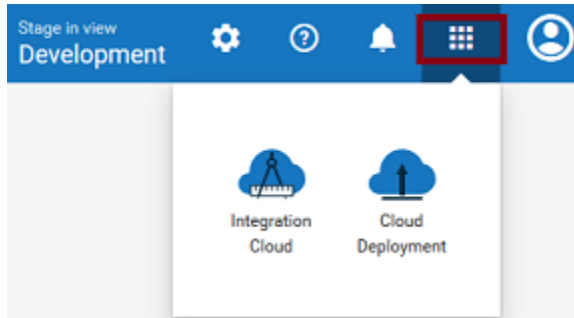 Stage in view
Development
Integration
Cloud
Cloud
Deployment